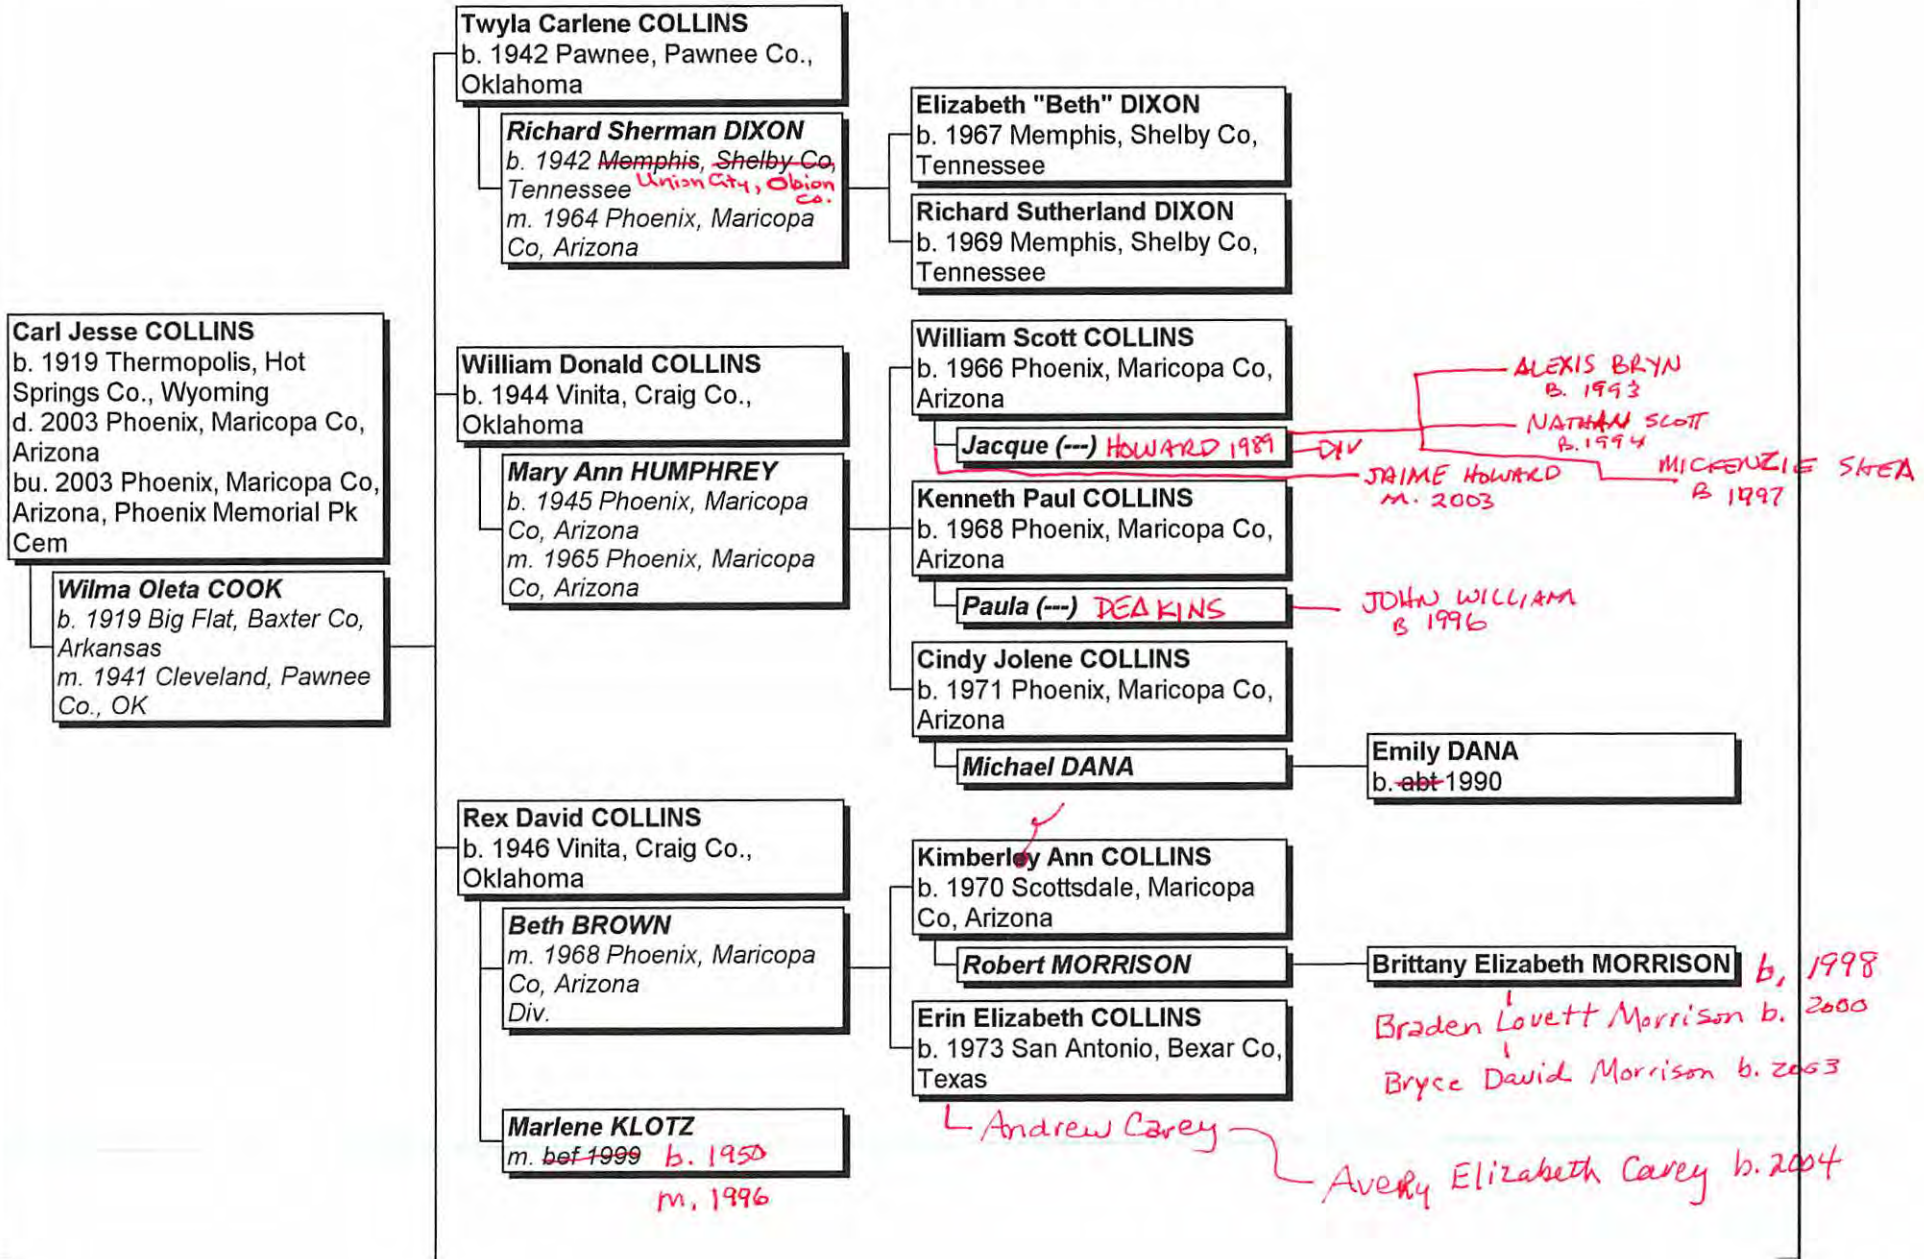 Twyla Carlene COLLINS
b. 1942 Pawnee, Pawnee Co.,
Oklahoma
Richard Sherman DIXON
b. 1942 Memphis, Shelby Co,
Tennessee Union City, Obion
Co.
m. 1964 Phoenix, Maricopa
Co, Arizona
Elizabeth "Beth" DIXON
b. 1967 Memphis, Shelby Co,
Tennessee
Richard Sutherland DIXON
b. 1969 Memphis, Shelby Co,
Tennessee
Carl Jesse COLLINS
b. 1919 Thermopolis, Hot
Springs Co., Wyoming
d. 2003 Phoenix, Maricopa Co,
Arizona
bu. 2003 Phoenix, Maricopa Co,
Arizona, Phoenix Memorial Pk
Cem
Wilma Oleta COOK
b. 1919 Big Flat, Baxter Co,
Arkansas
m. 1941 Cleveland, Pawnee
Co., OK
William Donald COLLINS
b. 1944 Vinita, Craig Co.,
Oklahoma
Mary Ann HUMPHREY
b. 1945 Phoenix, Maricopa
Co, Arizona
m. 1965 Phoenix, Maricopa
Co, Arizona
William Scott COLLINS
b. 1966 Phoenix, Maricopa Co,
Arizona
Jacque (---) HOWARD 1989 DIV
ALEXIS BRYN
B. 1993
NATHAN SCOTT
B. 1994
MICKENZIE SHEA
B 1997
JAIME HOWARD
M. 2003
Kenneth Paul COLLINS
b. 1968 Phoenix, Maricopa Co,
Arizona
Paula (---) DEAKINS
JOHN WILLIAM
B 1996
Cindy Jolene COLLINS
b. 1971 Phoenix, Maricopa Co,
Arizona
Michael DANA
Emily DANA
b. abt 1990
Rex David COLLINS
b. 1946 Vinita, Craig Co.,
Oklahoma
Beth BROWN
m. 1968 Phoenix, Maricopa
Co, Arizona
Div.
Marlene KLOTZ
m. bef 1999 b. 1950
m. 1996
Kimberley Ann COLLINS
b. 1970 Scottsdale, Maricopa
Co, Arizona
Robert MORRISON
Brittany Elizabeth MORRISON b. 1998
Braden Lovett Morrison b. 2000
Bryce David Morrison b. 2003
Erin Elizabeth COLLINS
b. 1973 San Antonio, Bexar Co,
Texas
Andrew Carey
Avery Elizabeth Carey b. 2004